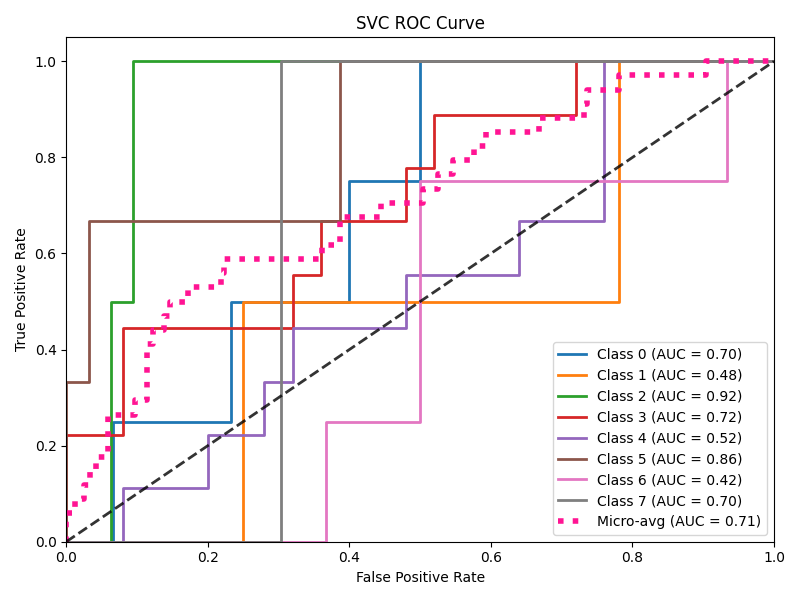 SVC ROC Curve
True Positive Rate
1.0
0.8
0.6
0.4
0.2
0.0
0.0 0.2 0.4 0.6 0.8 1.0
False Positive Rate
Class 0 (AUC = 0.70)
Class 1 (AUC = 0.48)
Class 2 (AUC = 0.92)
Class 3 (AUC = 0.72)
Class 4 (AUC = 0.52)
Class 5 (AUC = 0.86)
Class 6 (AUC = 0.42)
Class 7 (AUC = 0.70)
Micro-avg (AUC = 0.71)